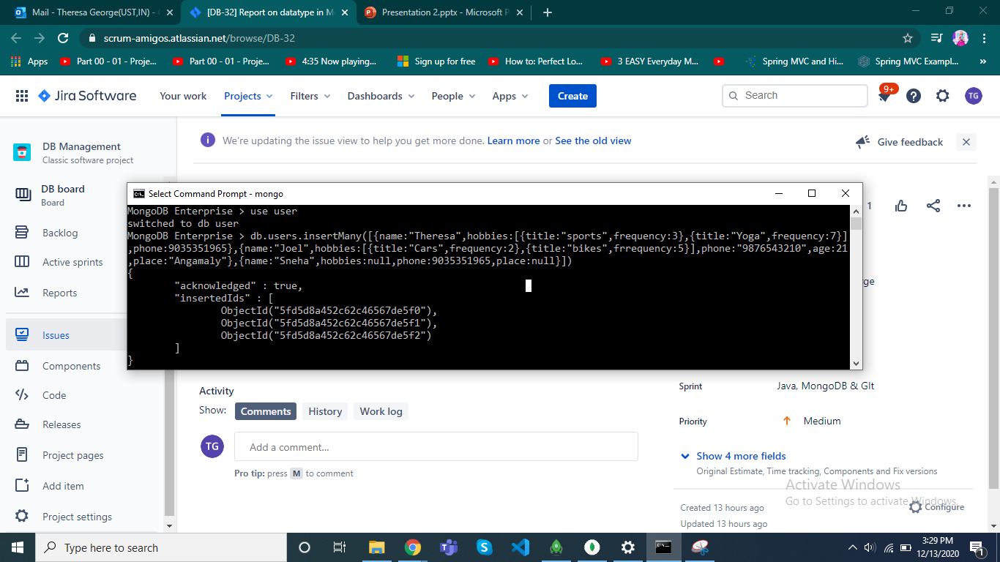 Mail - Theresa George(UST,IN) -
[DB-32] Report on datatype in M
Presentation 2.pptx - Microsoft P
scrum-amigos.atlassian.net/browse/DB-32
Apps
Part 00 - 01 - Proje...
Part 00 - 01 - Proje...
4:35 Now playing...
Sign up for free
How to: Perfect Lo...
3 EASY Everyday M...
Spring MVC and Hi...
Spring MVC Exampl...
»
Jira Software
Your work
Projects
Filters
Dashboards
People
Apps
Create
Search
9+
TG
DB Management
Classic software project
We're updating the issue view to help you get more done. Learn more or See the old view
Give feedback
DB board
Board
Backlog
Active sprints
Reports
Issues
Components
Code
Releases
Project pages
Add item
Project settings
1
Select Command Prompt - mongo
MongoDB Enterprise > use user
switched to db user
MongoDB Enterprise > db.users.insertMany([{name:"Theresa",hobbies:[{title:"sports",frequency:3},{title:"Yoga",frequency:7}]
,phone:9035351965},{name:"Joel",hobbies:[{title:"Cars",frequency:2},{title:"bikes",frrequency:5}],phone:"9876543210",age:21
,place:"Angamaly"},{name:"Sneha",hobbies:null,phone:9035351965,place:null}])
{
"acknowledged" : true,
"insertedIds" : [
ObjectId("5fd5d8a452c62c46567de5f0"),
ObjectId("5fd5d8a452c62c46567de5f1"),
ObjectId("5fd5d8a452c62c46567de5f2")
]
}
rge
Activity
Show:
Comments
History
Work log
TG
Add a comment...
Pro tip: press M to comment
Sprint
Java, MongoDB & GIt
Priority
Medium
Show 4 more fields
Original Estimate, Time tracking, Components and Fix versions
Activate Windows
Go to Settings to activate Windows.
Created 13 hours ago
Configure
Updated 13 hours ago
Type here to search
3:29 PM
12/13/2020
1